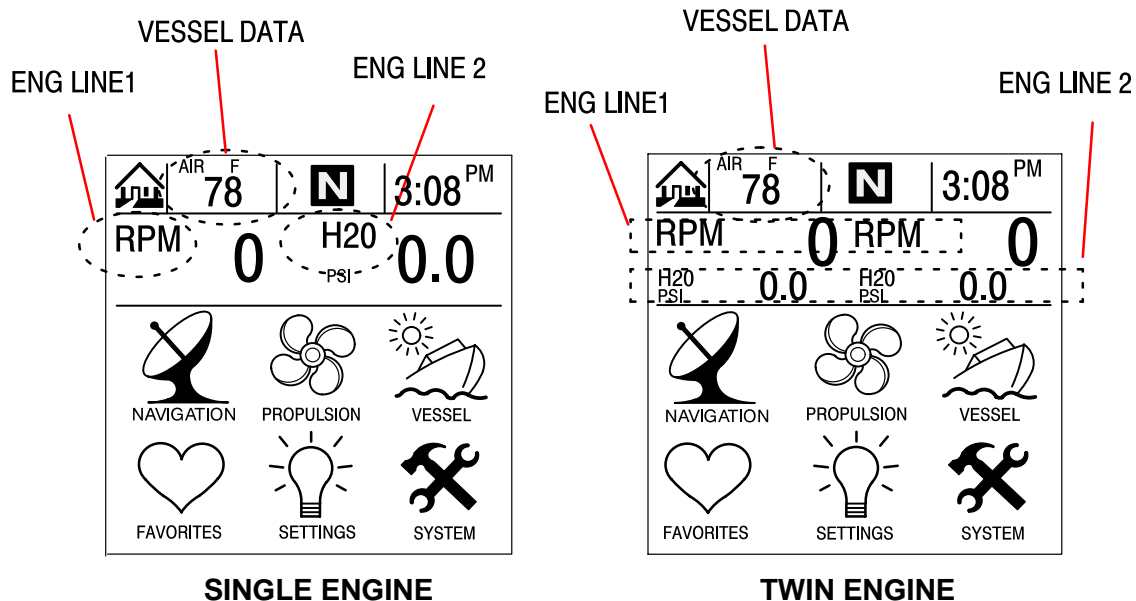 VESSEL DATA
ENG LINE1
ENG LINE 2
AIR F
78
N
3:08 PM
RPM 0
H20 PSI 0.0
NAVIGATION PROPULSION VESSEL
FAVORITES SETTINGS SYSTEM
SINGLE ENGINE
VESSEL DATA
ENG LINE1
ENG LINE 2
AIR F
78
N
3:08 PM
RPM 0 RPM 0
H20 PSI 0.0 H20 PSI 0.0
NAVIGATION PROPULSION VESSEL
FAVORITES SETTINGS SYSTEM
TWIN ENGINE